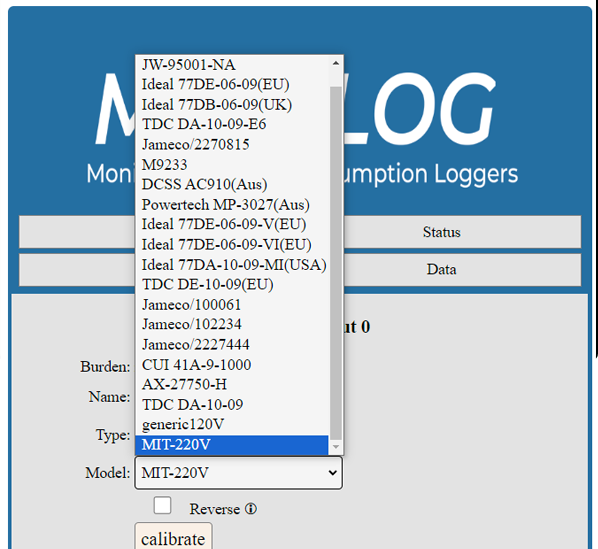 JW-95001-NA
Ideal 77DE-06-09(EU)
Ideal 77DB-06-09(UK)
TDC DA-10-09-E6
Jameco/2270815
M9233
DCSS AC910(Aus)
Powertech MP-3027(Aus)
Ideal 77DE-06-09-V(EU)
Ideal 77DE-06-09-VI(EU)
Ideal 77DA-10-09-MI(USA)
TDC DE-10-09(EU)
Jameco/100061
Jameco/102234
Jameco/2227444
CUI 41A-9-1000
AX-27750-H
TDC DA-10-09
generic120V
MIT-220V
LOG
Loggers
Status
Data
0
Burden:
Name:
Type:
Model: MIT-220V
Reverse ⓘ
calibrate